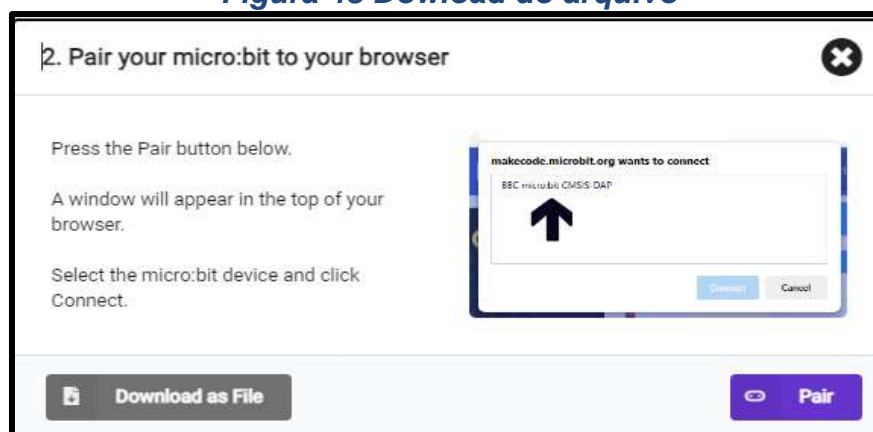 Figura 48 Dowload do arquivo
2. Pair your micro:bit to your browser
Press the Pair button below.
A window will appear in the top of your
browser.
Select the micro:bit device and click
Connect.
makecode.microbit.org wants to connect
BBC micro:bit CMSIS-DAP
Connect
Cancel
Download as File
Pair